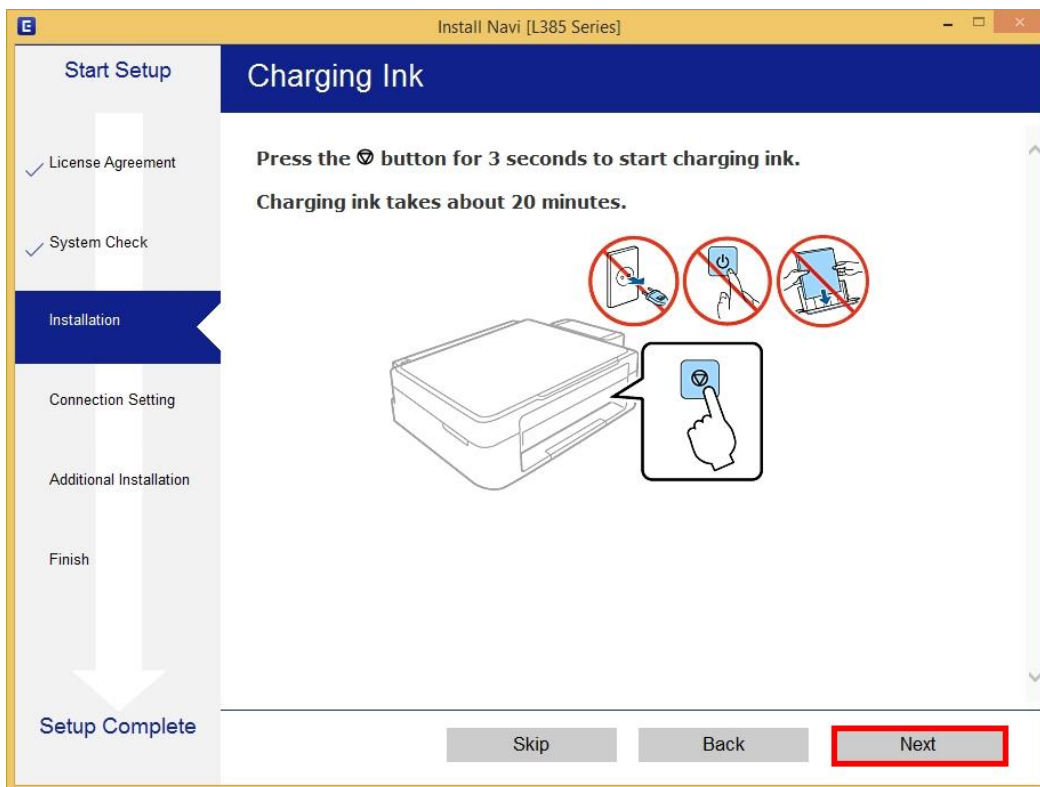 E
Install Navi [L385 Series]
Start Setup
Charging Ink
License Agreement
Press the button for 3 seconds to start charging ink.
Charging ink takes about 20 minutes.
System Check
Installation
Connection Setting
Additional Installation
Finish
Setup Complete
Skip
Back
Next